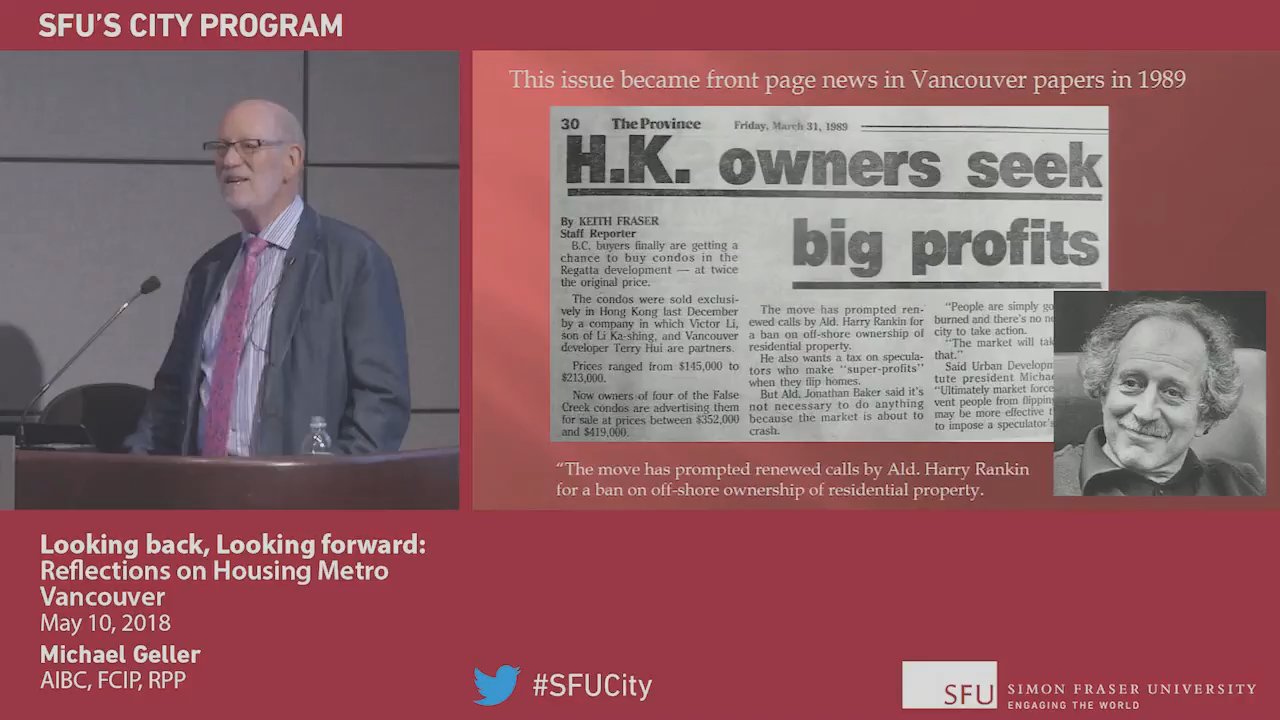 SFU'S CITY PROGRAM
This issue became front page news in Vancouver papers in 1989
30 The Province Friday, March 31, 1989
H.K. owners seek
big profits
By KEITH FRASER
Staff Reporter
B.C. buyers finally are getting a
chance to buy condos in the
Regatta development — at twice
the original price.
The condos were sold exclusi-
vely in Hong Kong last December
by a company in which Victor Li,
son of Li Ka-shing, and Vancouver
developer Terry Hui are partners.
Prices ranged from $145,000 to
$213,000.
Now owners of four of the False
Creek condos are advertising them
for sale at prices between $352,000
and $419,000.
The move has prompted ren-
ewed calls by Ald. Harry Rankin for
a ban on off-shore ownership of
residential property.
He also wants a tax on specula-
tors who make "super-profits"
when they flip homes.
But Ald. Jonathan Baker said it's
not necessary to do anything
because the market is about to
crash.
"People are simply
burned and there's no
city to take action.
"The market will
that."
Said Urban
tute president
"Ultimately market
vent people from
may be more effective
to impose a speculator's
"The move has prompted renewed calls by Ald. Harry Rankin
for a ban on off-shore ownership of residential property.
Looking back, Looking forward:
Reflections on Housing Metro
Vancouver
May 10, 2018
Michael Geller
AIBC, FCIP, RPP
#SFUCity
SFU SIMON FRASER UNIVERSITY
ENGAGING THE WORLD